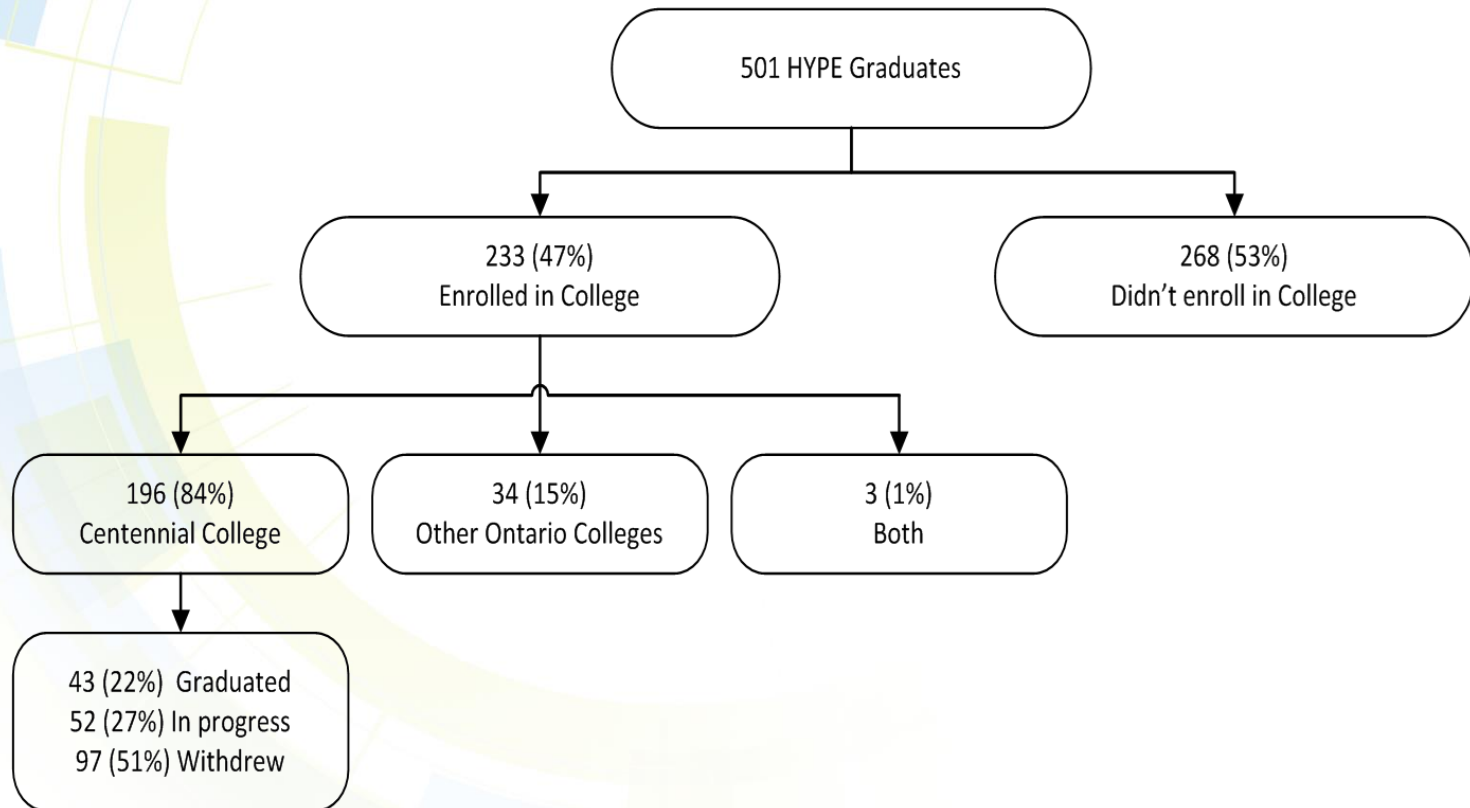 501 HYPE Graduates
233 (47%)
Enrolled in College
268 (53%)
Didn’t enroll in College
196 (84%)
Centennial College
34 (15%)
Other Ontario Colleges
3 (1%)
Both
43 (22%) Graduated
52 (27%) In progress
97 (51%) Withdrew